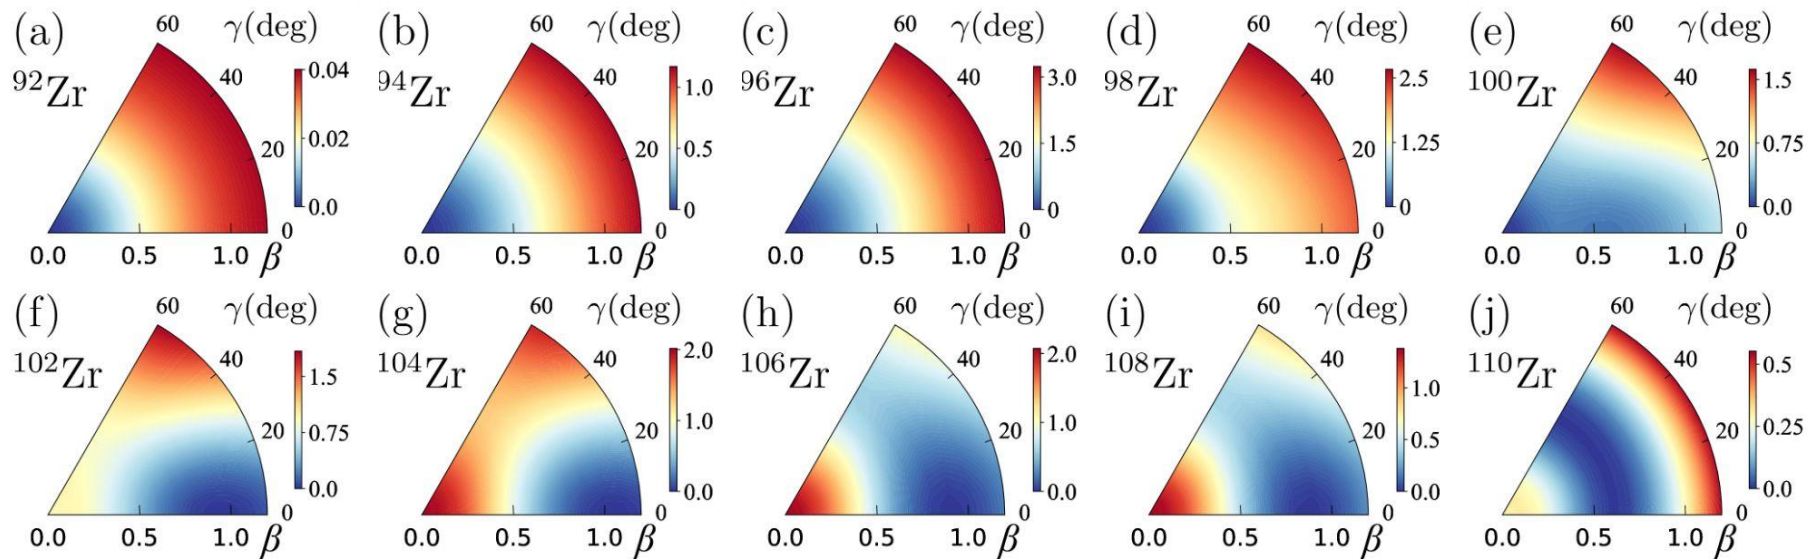 (a) 60 γ(deg)
⁹²Zr 40 0.04
0.02
20
0.0
0
0.0 0.5 1.0 β
(b) 60 γ(deg)
⁹⁴Zr 40 1.0
0.5
20
0
0
0.0 0.5 1.0 β
(c) 60 γ(deg)
⁹⁶Zr 40 3.0
1.5
20
0
0
0.0 0.5 1.0 β
(d) 60 γ(deg)
⁹⁸Zr 40 2.5
1.25
20
0
0
0.0 0.5 1.0 β
(e) 60 γ(deg)
¹⁰⁰Zr 40 1.5
0.75
20
0.0
0
0.0 0.5 1.0 β
(f) 60 γ(deg)
¹⁰²Zr 40 1.5
0.75
20
0.0
0
0.0 0.5 1.0 β
(g) 60 γ(deg)
¹⁰⁴Zr 40 2.0
1.0
20
0.0
0
0.0 0.5 1.0 β
(h) 60 γ(deg)
¹⁰⁶Zr 40 2.0
1.0
20
0.0
0
0.0 0.5 1.0 β
(i) 60 γ(deg)
¹⁰⁸Zr 40 1.0
0.5
20
0.0
0
0.0 0.5 1.0 β
(j) 60 γ(deg)
¹¹⁰Zr 40 0.5
0.25
20
0.0
0
0.0 0.5 1.0 β